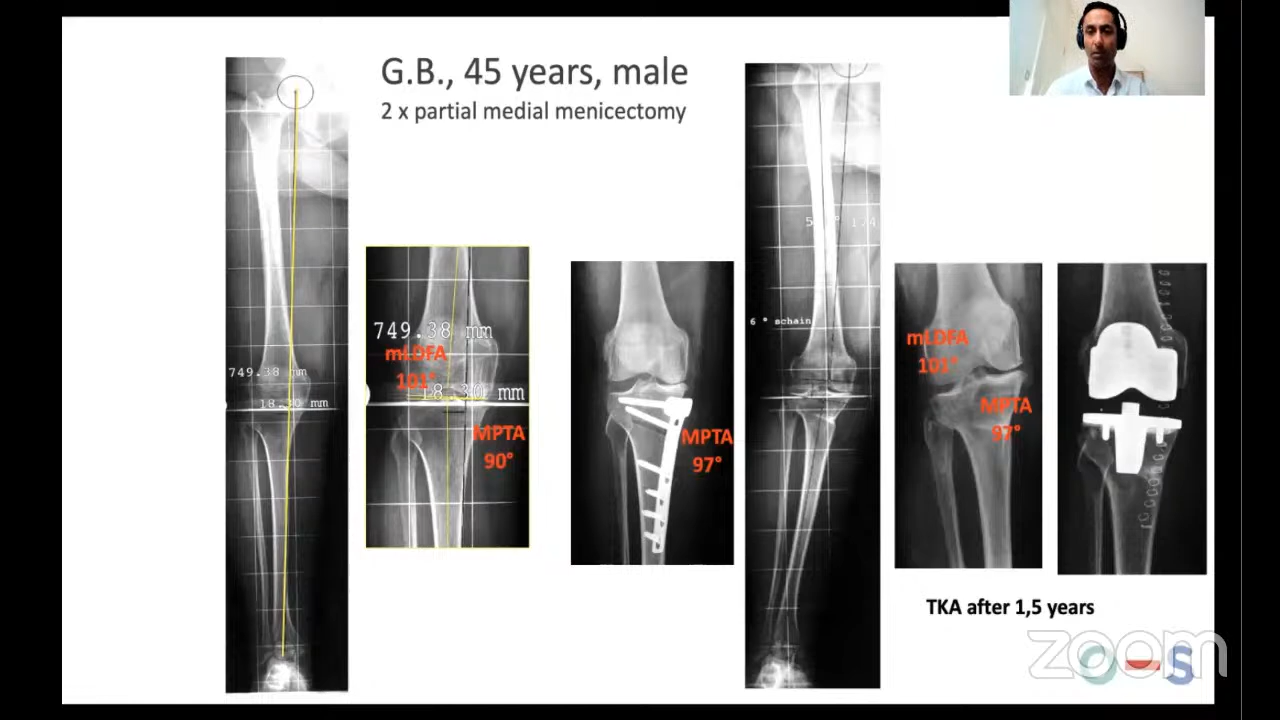 G.B., 45 years, male
2 x partial medial menicectomy
749.38 mm
18.30 mm
749.38 mm
mLDFA
101°
18.30 mm
MPTA
90°
MPTA
97°
6 ° schain
mLDFA
101°
MPTA
97°
TKA after 1,5 years
zoom